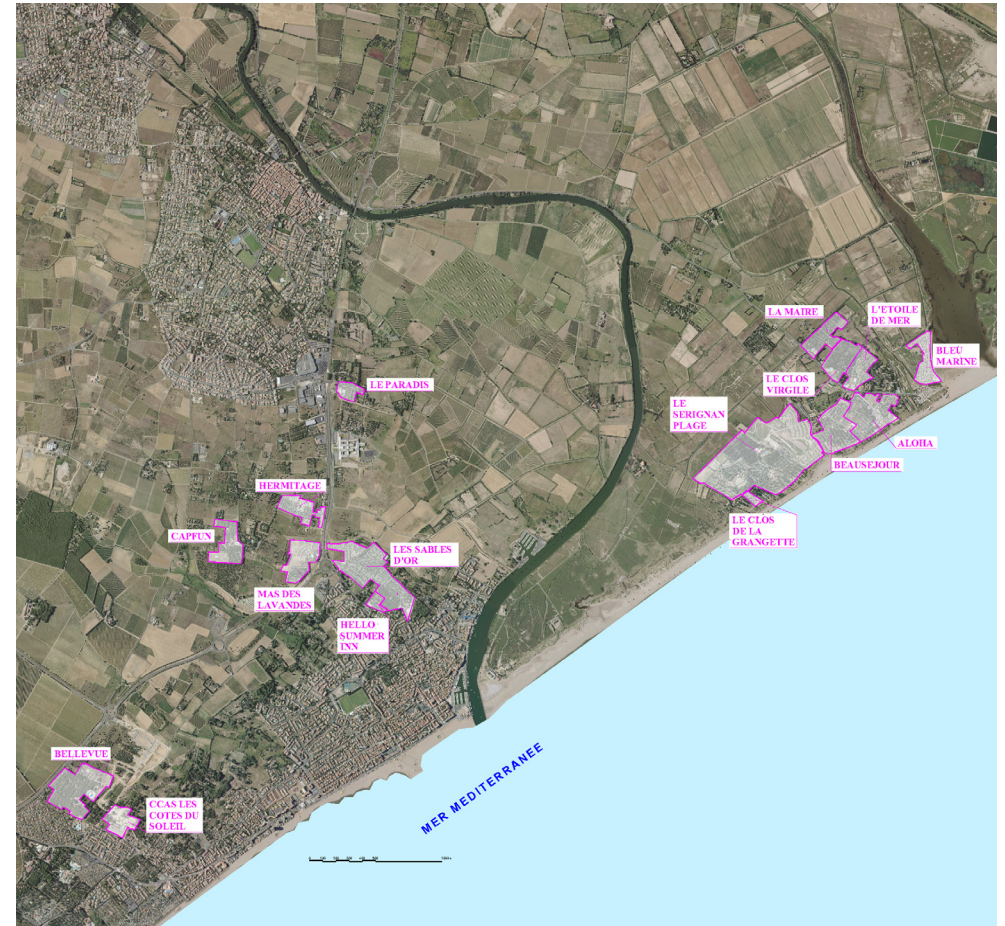 LA MAIRE
L'ETOILE
DE MER
BLEU
MARINE
LE CLOS
VIRGILE
LE PARADIS
LE
SERIGNAN
PLAGE
ALOHA
BEAUSEJOUR
HERMITAGE
LE CLOS
DE LA
GRANGETTE
CAPFUN
LES SABLES
D'OR
MAS DES
LAVANDES
HELLO
SUMMER
INN
MER MEDITERRANEE
BELLEVUE
CCAS LES
COTES DU
SOLEIL